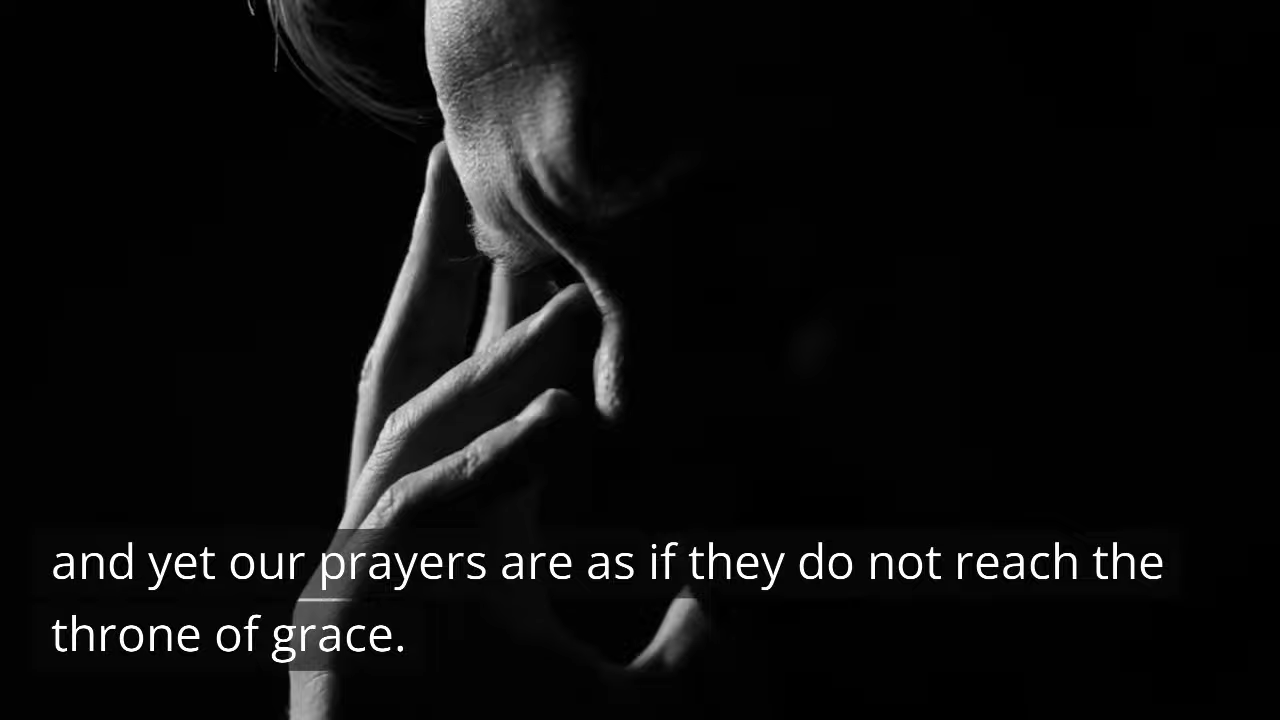 and yet our prayers are as if they do not reach the
throne of grace.